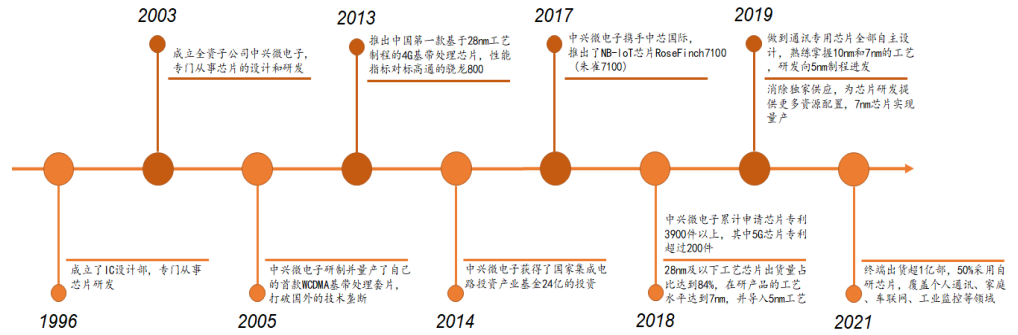 2003
成立全资子公司中兴微电子,
专门从事芯片的设计和研发
2013
推出中国第一款基于28nm工艺
制程的4G基带处理芯片,性能
指标对标高通的骁龙800
2017
中兴微电子携手中芯国际,
推出了NB-IoT芯片RoseFinch7100
(朱雀7100)
2019
做到通讯专用芯片全部自主设
计,熟练掌握10nm和7nm的工艺
,研发向5nm制程进发
消除独家供应,为芯片研发提
供更多资源配置,7nm芯片实现
量产
成立了IC设计部,专门从事
芯片研发
1996
中兴微电子研制并量产了自己
的首款WCDMA基带处理套片,
打破国外的技术垄断
2005
中兴微电子获得了国家集成电
路投资产业基金24亿的投资
2014
中兴微电子累计申请芯片专利
3900件以上,其中5G芯片专利
超过200件
28nm及以下工艺芯片出货量占
比达到84%,在研产品的工艺
水平达到7nm,并导入5nm工艺
2018
终端出货超1亿部,50%采用自
研芯片,覆盖个人通讯、家庭
、车联网、工业监控等领域
2021